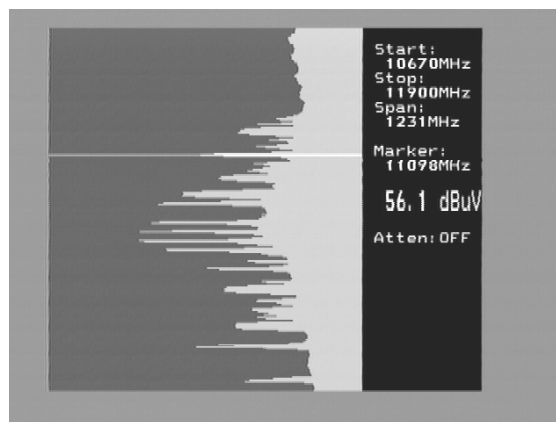 Start:
10670MHz
Stop:
11900MHz
Span:
1231MHz
Marker:
11098MHz
56.1 dBuV
Atten:OFF